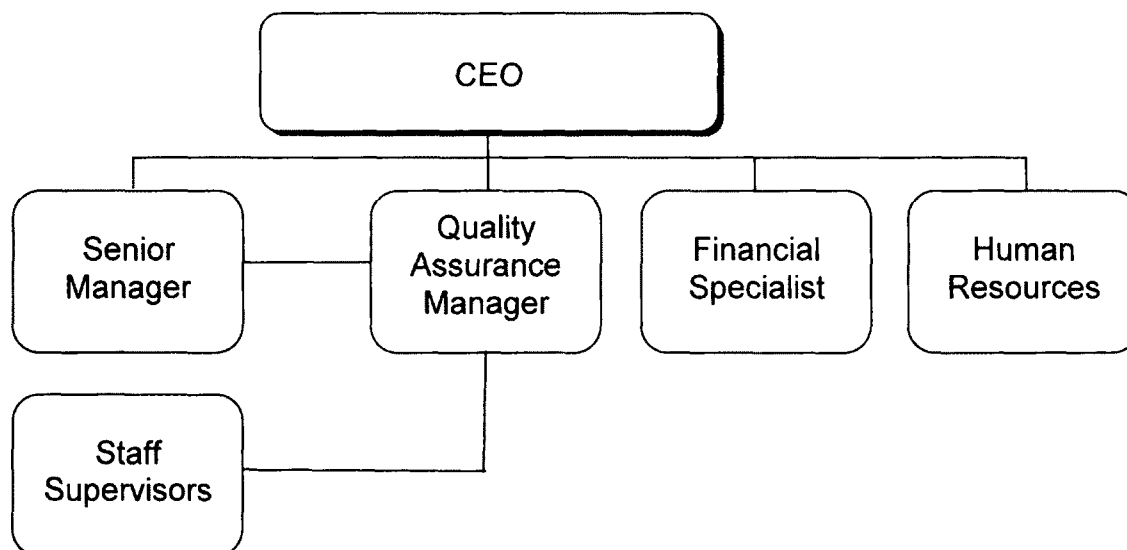 CEO
Senior
Manager
Quality
Assurance
Manager
Financial
Specialist
Human
Resources
Staff
Supervisors